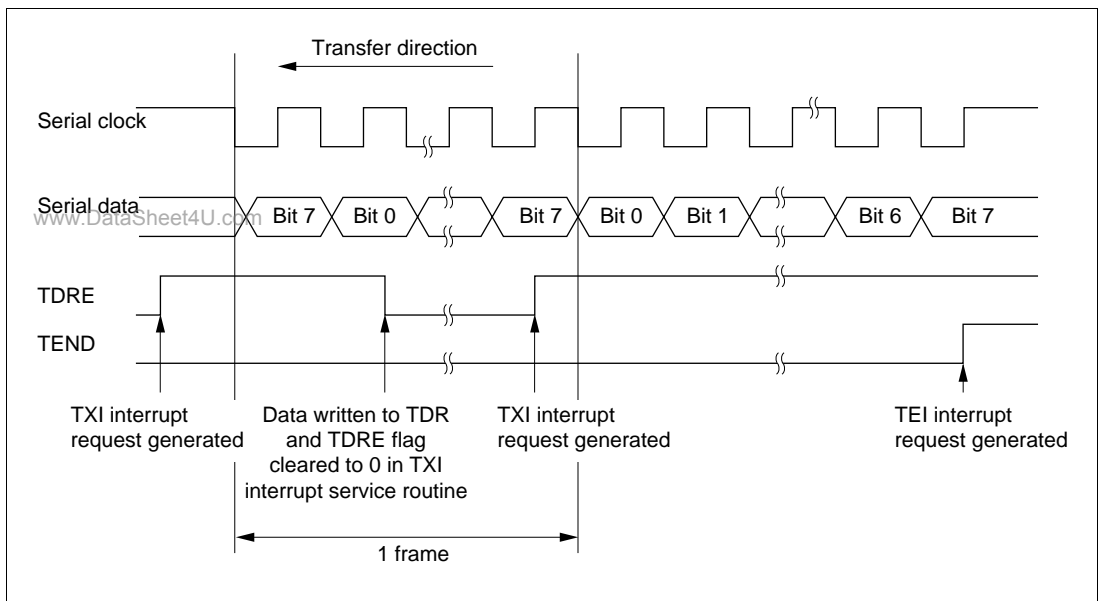 Transfer direction
Serial clock
Serial data
www.DataSheet4U.com
Bit 7 Bit 0 Bit 7 Bit 0 Bit 1 Bit 6 Bit 7
TDRE
TEND
TXI interrupt
request generated
Data written to TDR
and TDRE flag
cleared to 0 in TXI
interrupt service routine
TXI interrupt
request generated
TEI interrupt
request generated
1 frame